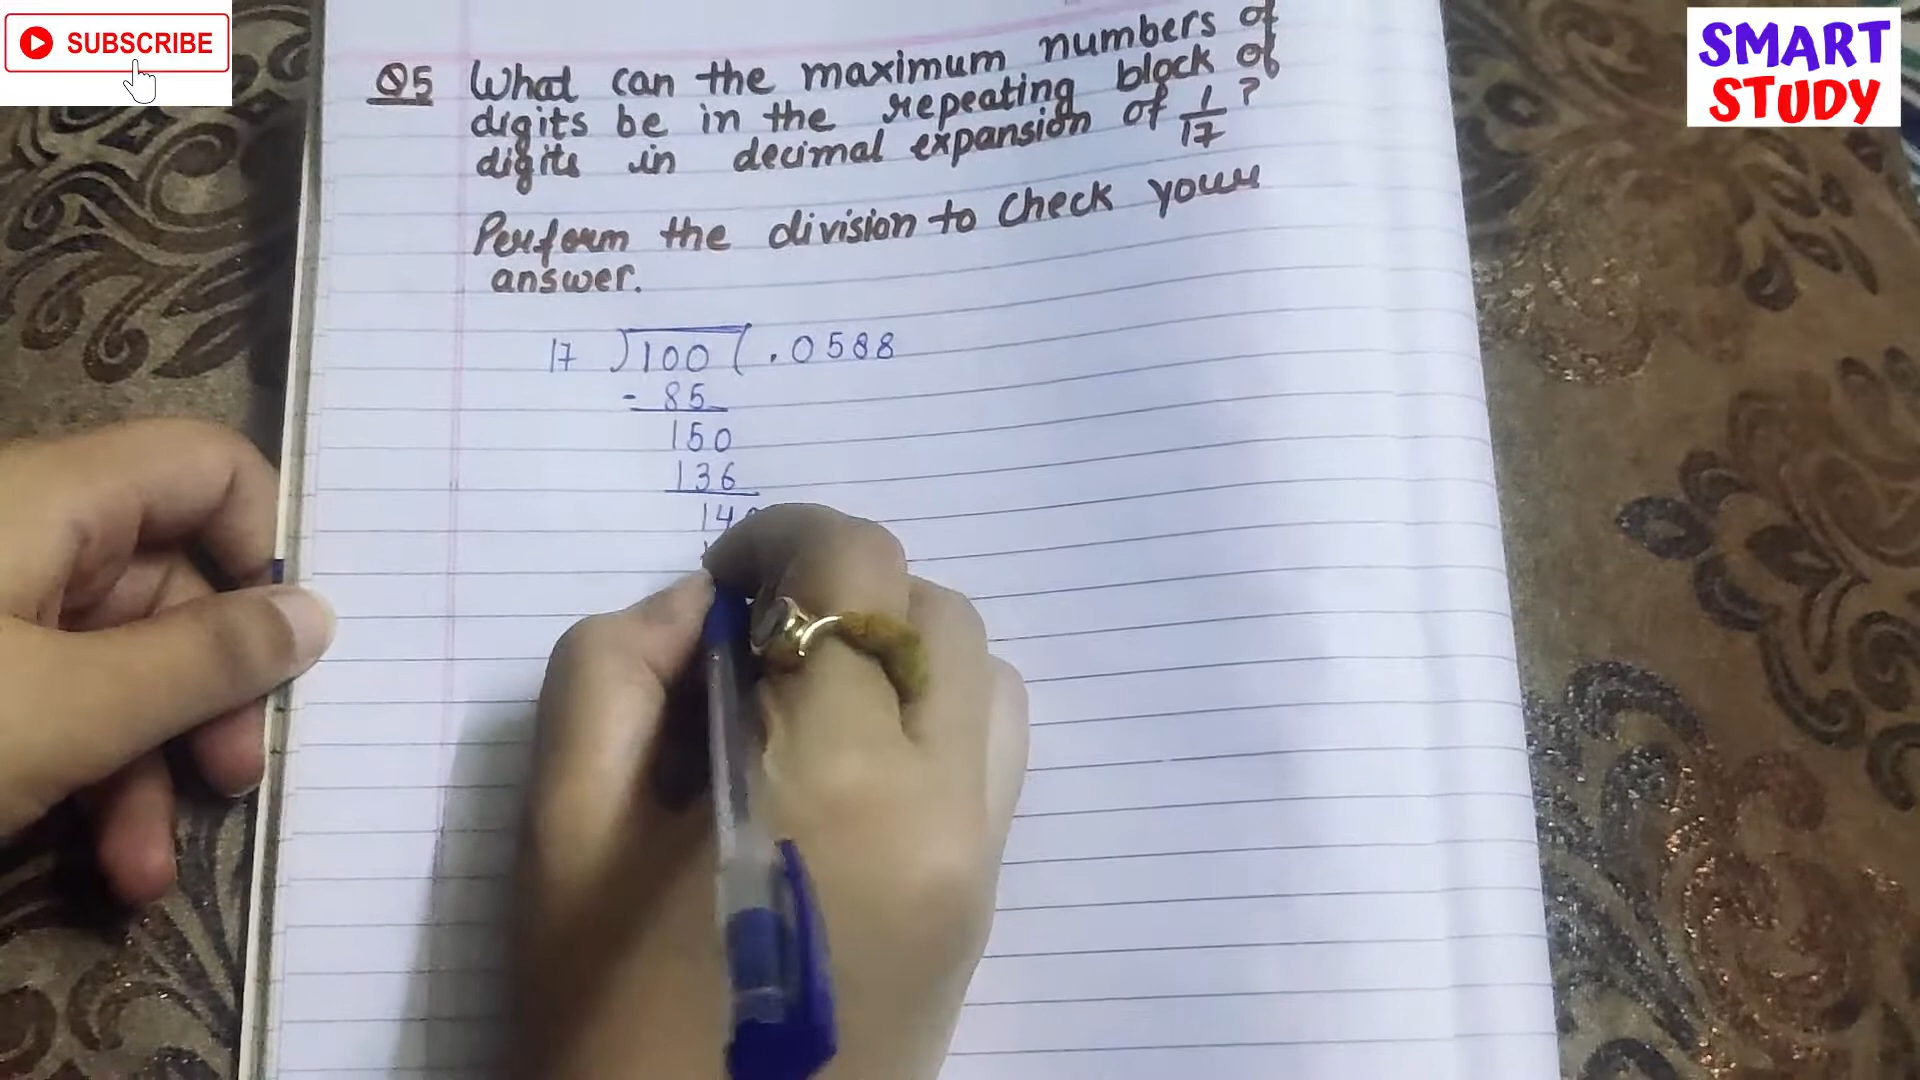 SUBSCRIBE
SMART
STUDY
Q5 What can the maximum numbers of
digits be in the repeating block of
digits in decimal expansion of 1/17?
Perform the division to check your
answer.
17 ) 100 ( .0588
- 85
150
136
14